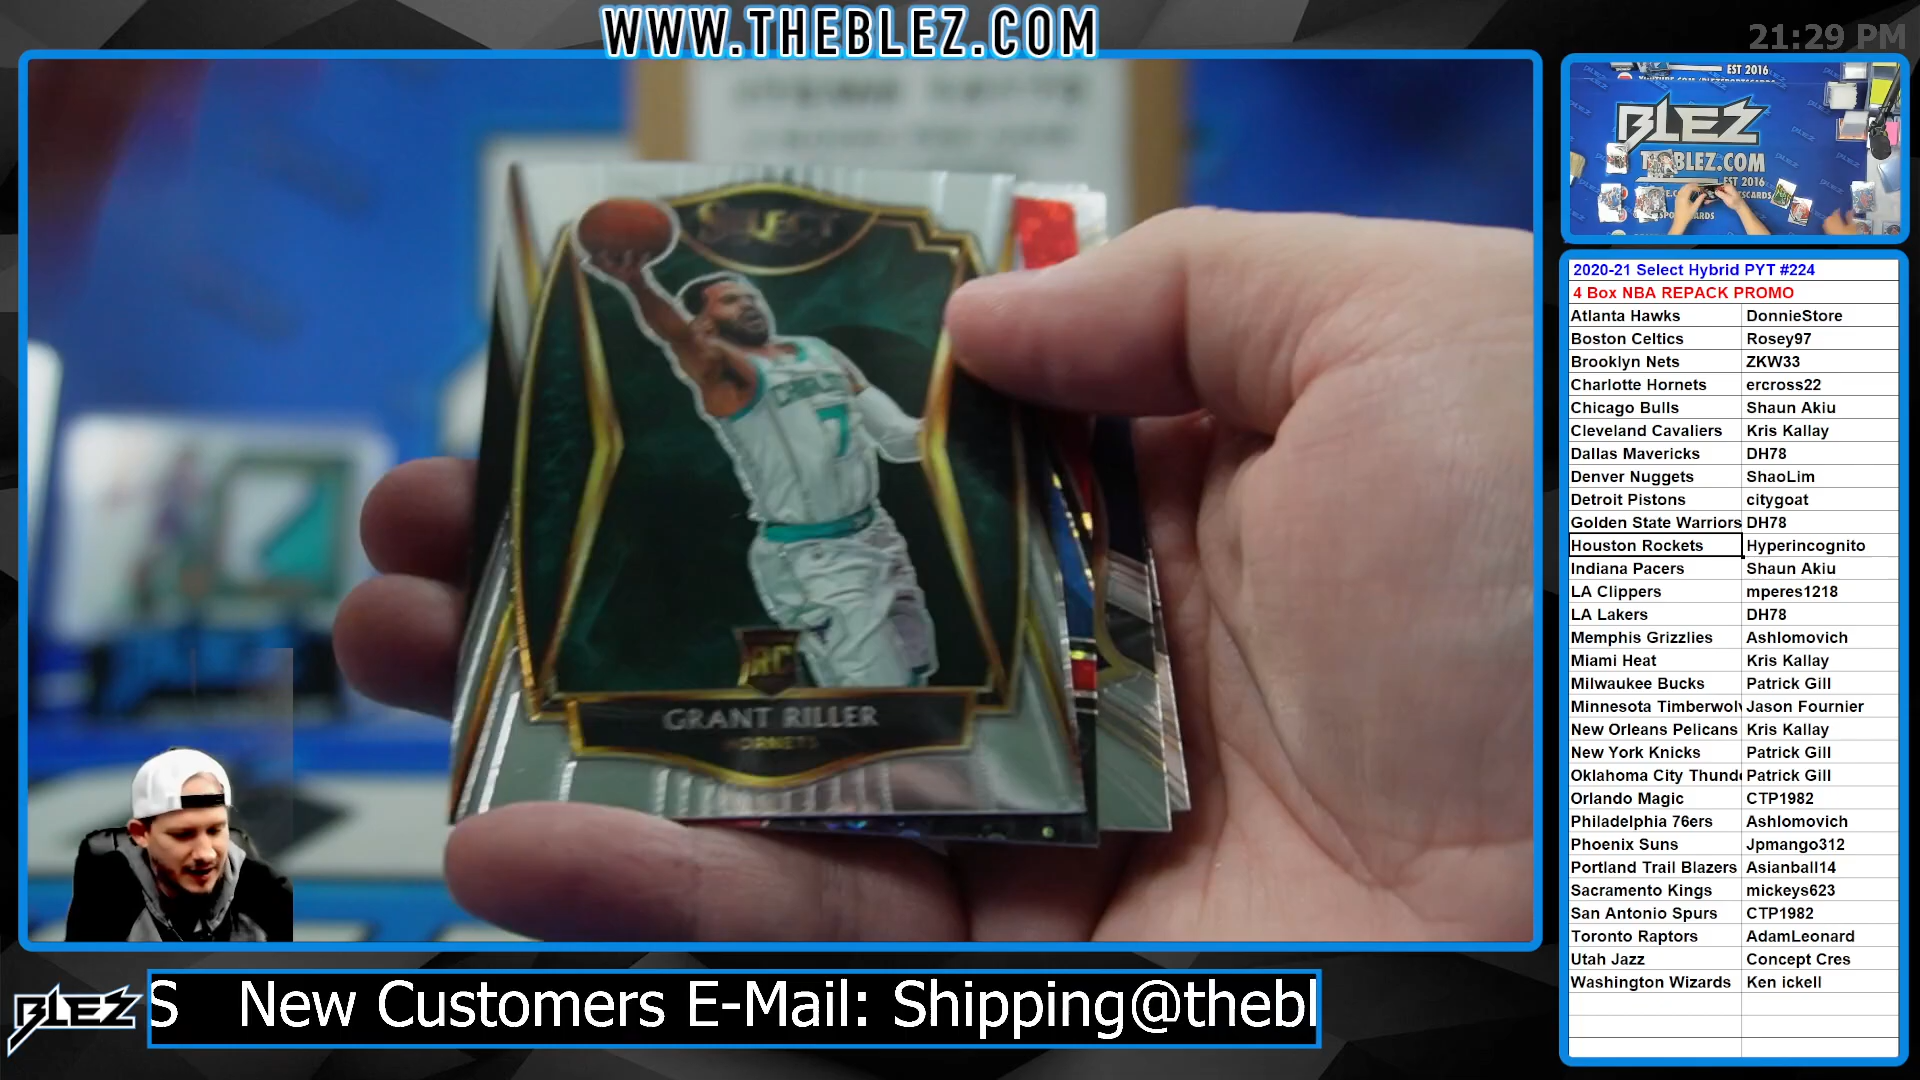 WWW.THEBLEZ.COM
21:29 PM
EST 2016
BLEZ
THEBLEZ.COM
EST 2016
SELECT
7
RC
GRANT RILLER
HORNETS
2020-21 Select Hybrid PYT #224
4 Box NBA REPACK PROMO
Atlanta Hawks DonnieStore
Boston Celtics Rosey97
Brooklyn Nets ZKW33
Charlotte Hornets ercross22
Chicago Bulls Shaun Akiu
Cleveland Cavaliers Kris Kallay
Dallas Mavericks DH78
Denver Nuggets ShaoLim
Detroit Pistons citygoat
Golden State Warriors DH78
Houston Rockets Hyperincognito
Indiana Pacers Shaun Akiu
LA Clippers mperes1218
LA Lakers DH78
Memphis Grizzlies Ashlomovich
Miami Heat Kris Kallay
Milwaukee Bucks Patrick Gill
Minnesota Timberwolv Jason Fournier
New Orleans Pelicans Kris Kallay
New York Knicks Patrick Gill
Oklahoma City Thund Patrick Gill
Orlando Magic CTP1982
Philadelphia 76ers Ashlomovich
Phoenix Suns Jpmango312
Portland Trail Blazers Asianball14
Sacramento Kings mickeys623
San Antonio Spurs CTP1982
Toronto Raptors AdamLeonard
Utah Jazz Concept Cres
Washington Wizards Ken ickell
BLEZ
S New Customers E-Mail: Shipping@thebl